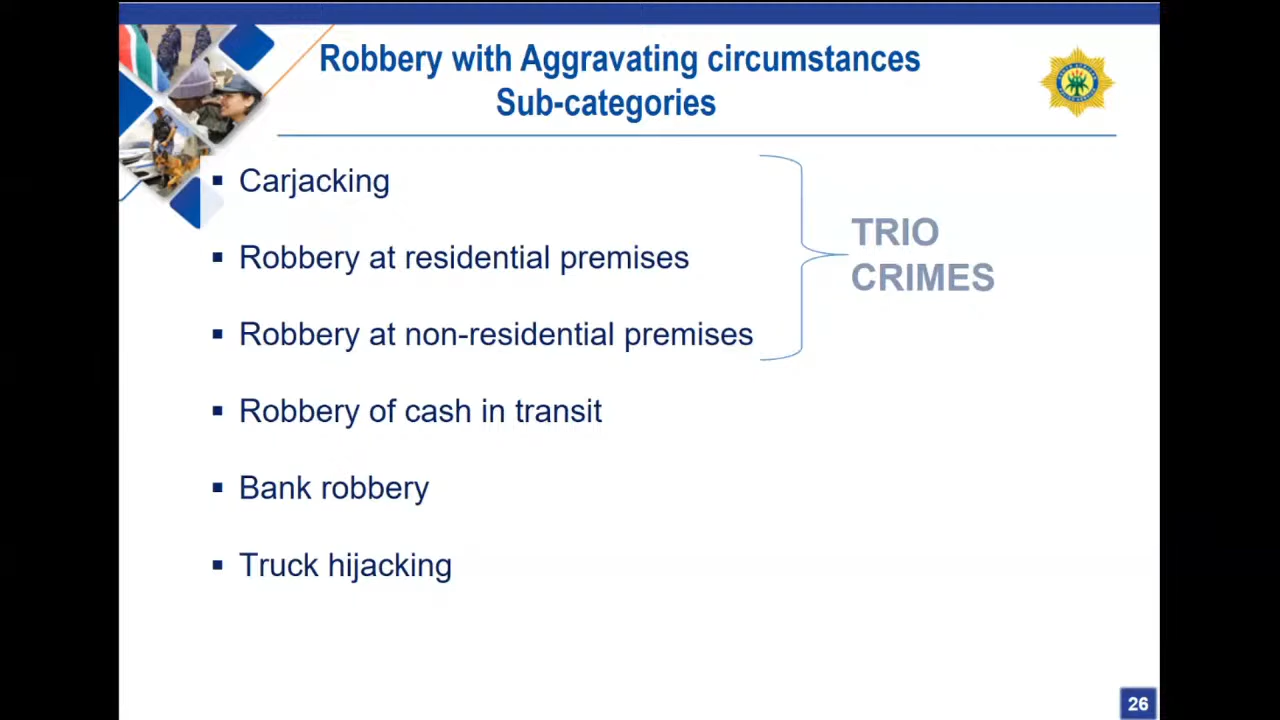 Robbery with Aggravating circumstances
Sub-categories
▪ Carjacking
▪ Robbery at residential premises
▪ Robbery at non-residential premises
TRIO
CRIMES
▪ Robbery of cash in transit
▪ Bank robbery
▪ Truck hijacking
26